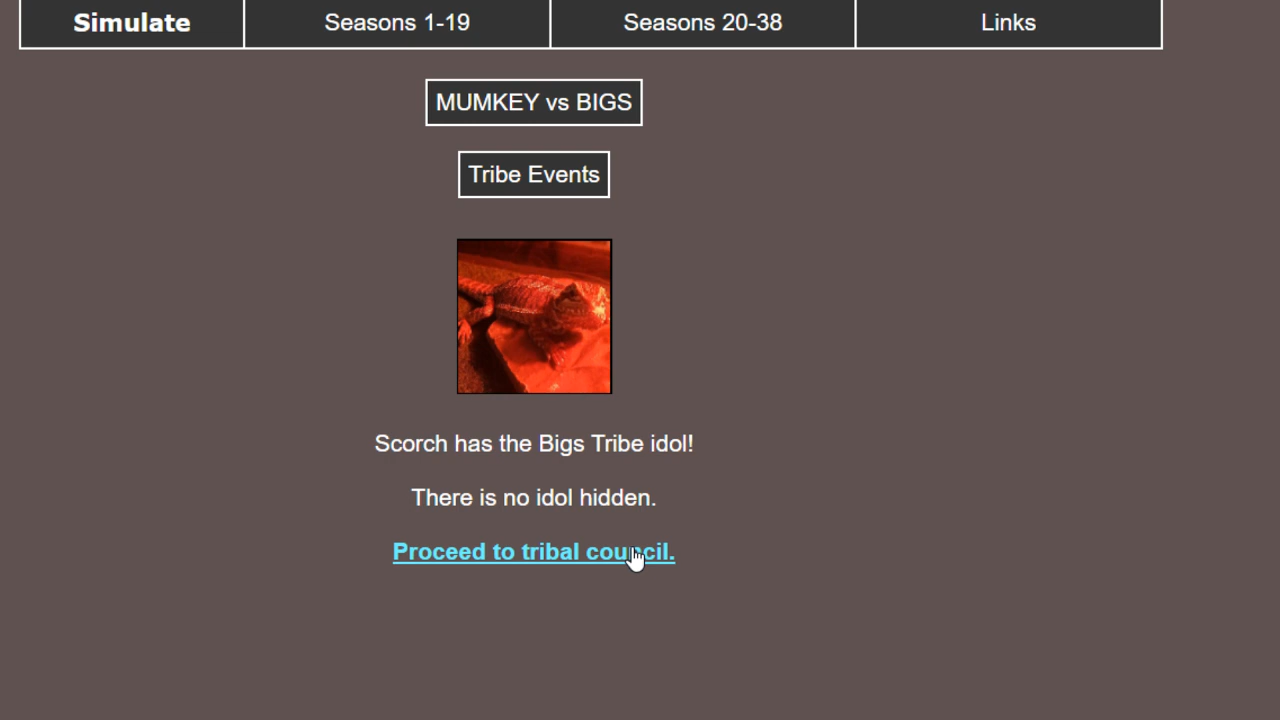 Simulate
Seasons 1-19
Seasons 20-38
Links
MUMKEY vs BIGS
Tribe Events
Scorch has the Bigs Tribe idol!
There is no idol hidden.
Proceed to tribal council.